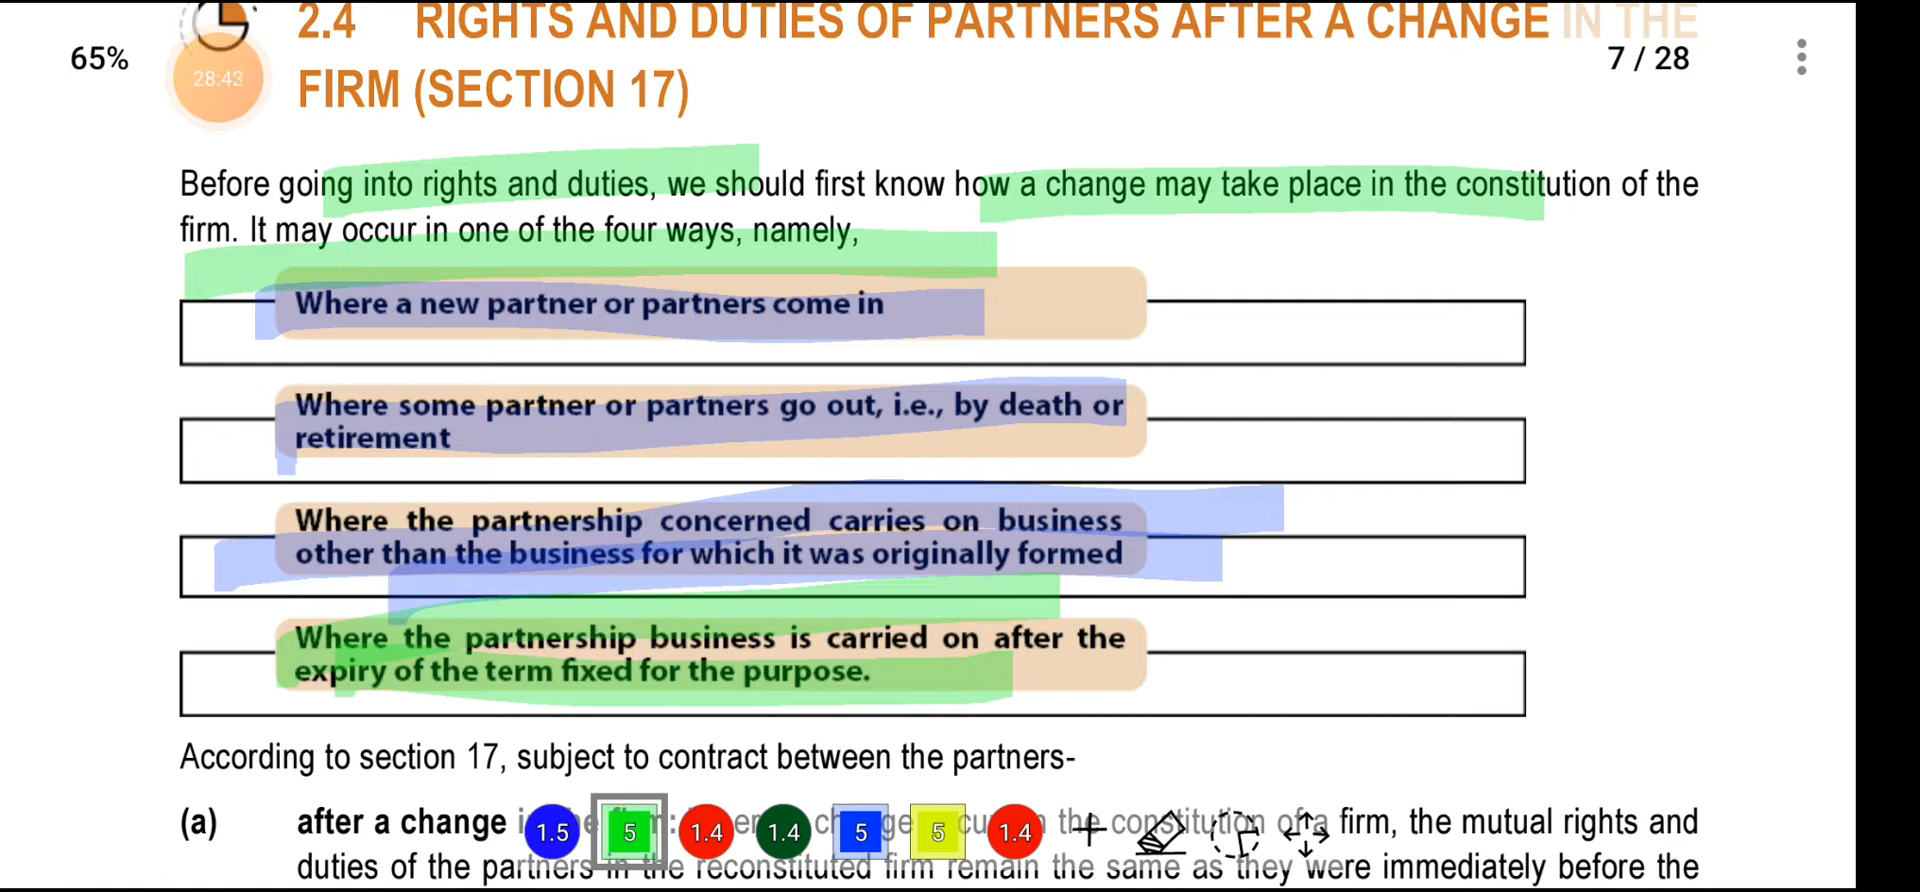 2.4 RIGHTS AND DUTIES OF PARTNERS AFTER A CHANGE IN THE
65% 28:43 7 / 28
FIRM (SECTION 17)
Before going into rights and duties, we should first know how a change may take place in the constitution of the
firm. It may occur in one of the four ways, namely,
Where a new partner or partners come in
Where some partner or partners go out, i.e., by death or
retirement
Where the partnership concerned carries on business
other than the business for which it was originally formed
Where the partnership business is carried on after the
expiry of the term fixed for the purpose.
According to section 17, subject to contract between the partners-
(a) after a change the constitution of a firm, the mutual rights and
1.5 5 1.4 1.4 5 5 1.4
duties of the partners in the reconstituted firm remain the same as they were immediately before the